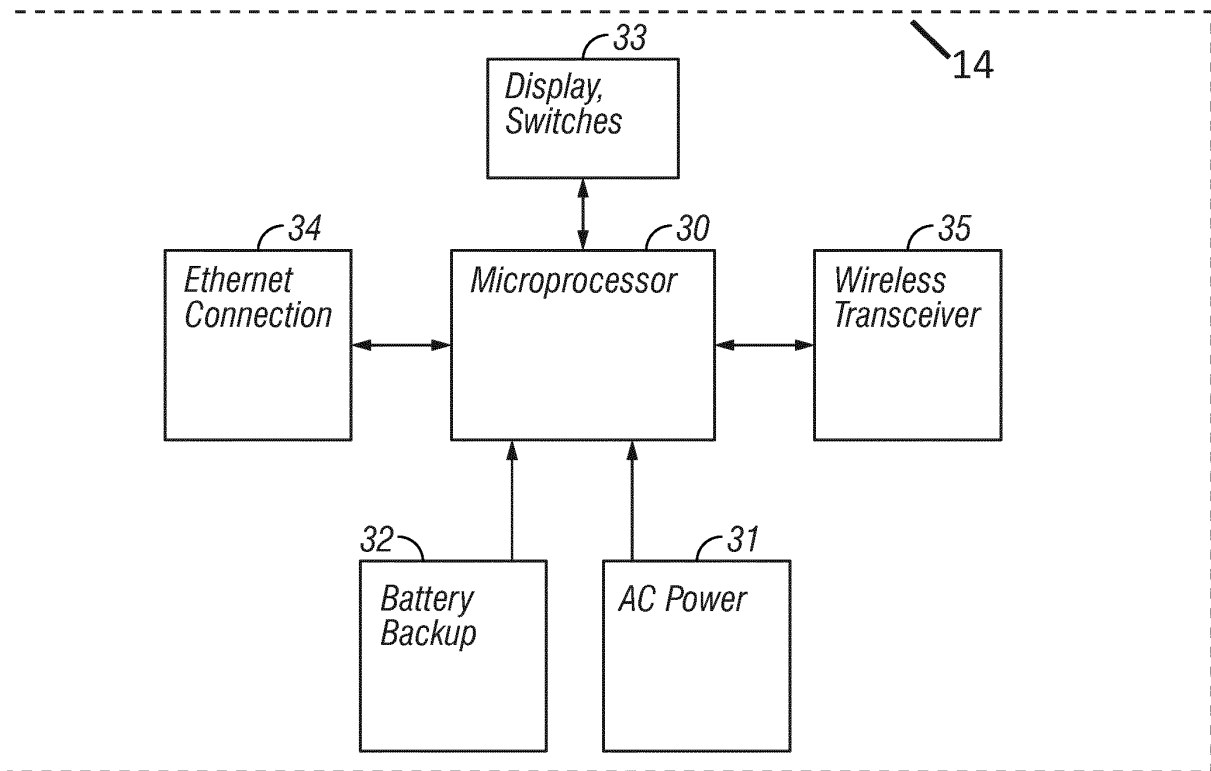 33
14
Display,
Switches
34
30
35
Ethernet
Connection
Microprocessor
Wireless
Transceiver
32
31
Battery
Backup
AC Power